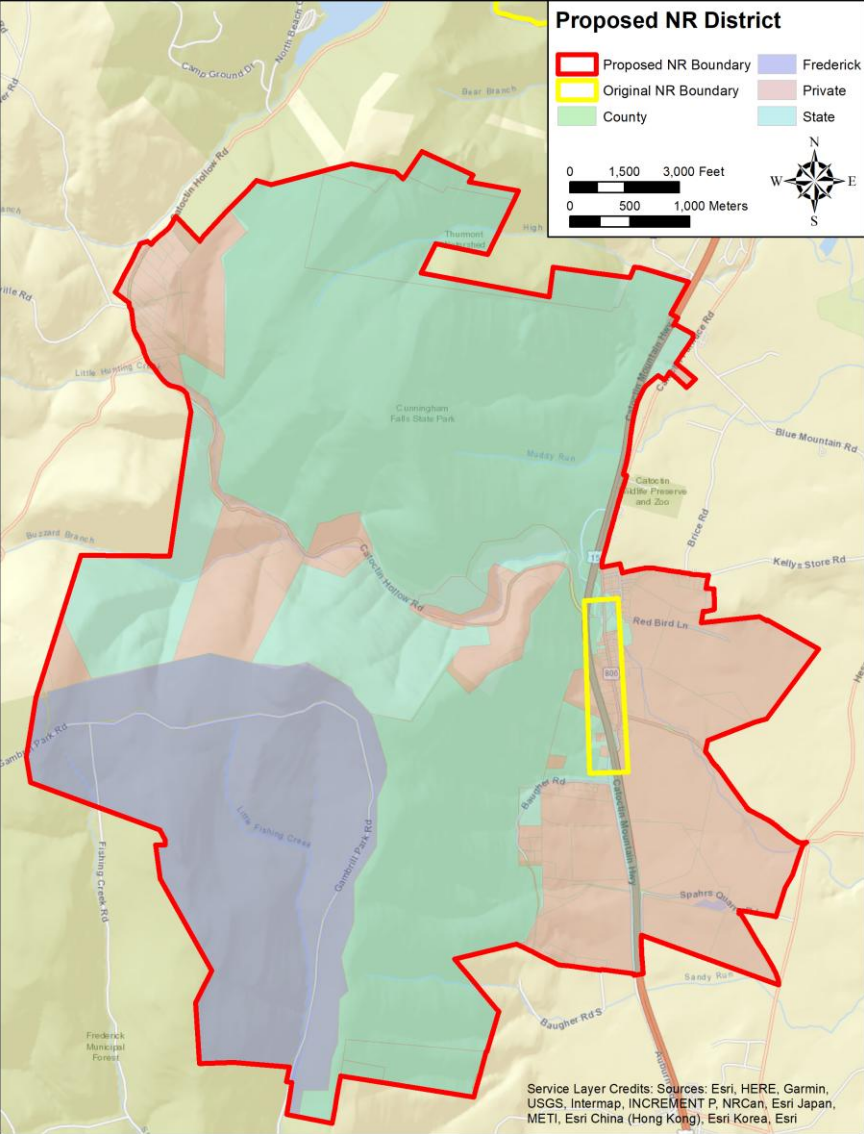 Proposed NR District
Proposed NR Boundary
Original NR Boundary
County
Frederick
Private
State
0 1,500 3,000 Feet
0 500 1,000 Meters
N
W E
S
North Beach
Camp Ground Dr
Bear Branch
Catoctin Hollow Rd
Thurmont
High
Little Hunting Creek
Catoctin Mountain Hwy
Cunningham
Falls State Park
Muddy Run
Blue Mountain Rd
Catoctin
Wildlife Preserve
and Zoo
Brice Rd
Buzzard Branch
Catoctin Hollow Rd
15
Kellys Store Rd
Red Bird Ln
806
Gambrill Park Rd
Baugher Rd
Catoctin Mountain Hwy
Little Fishing Creek
Gambrill Park Rd
Fishing Creek Rd
Spahrs Quarry Rd
Sandy Run
Baugher Rd S
Frederick
Municipal
Forest
Auburn
Service Layer Credits: Sources: Esri, HERE, Garmin,
USGS, Intermap, INCREMENT P, NRCan, Esri Japan,
METI, Esri China (Hong Kong), Esri Korea, Esri